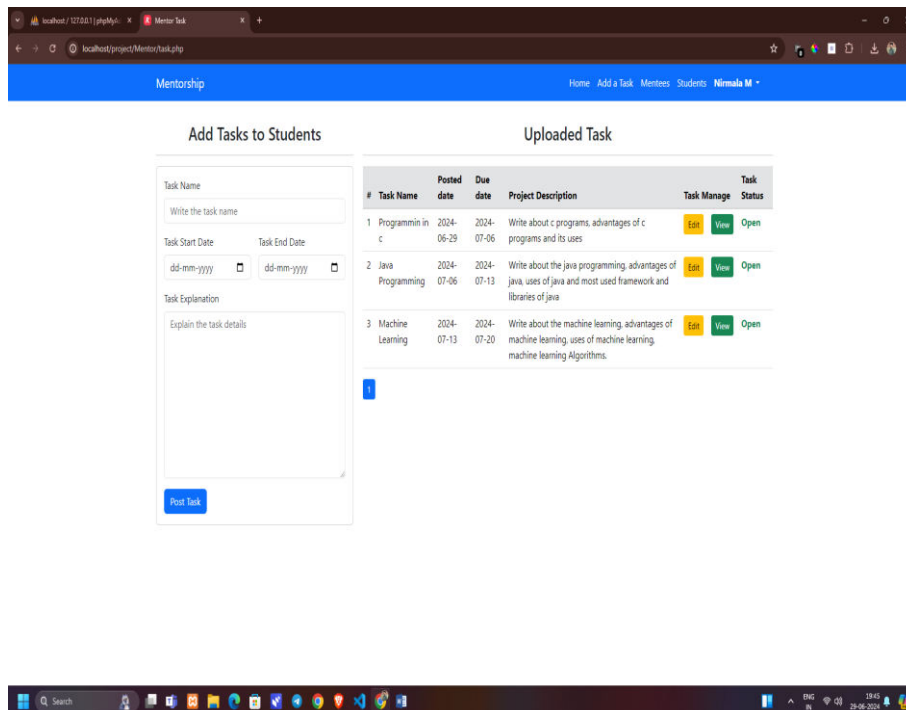 localhost / 127.0.0.1 | phpMyA
Mentor Task
localhost/project/Mentor/task.php
Mentorship
Home Add a Task Mentees Students Nirmala M
Add Tasks to Students
Task Name
Write the task name
Task Start Date Task End Date
dd-mm-yyyy dd-mm-yyyy
Task Explanation
Explain the task details
Post Task
Uploaded Task
# Task Name Posted date Due date Project Description Task Manage Task Status
1 Programmin in c 2024-06-29 2024-07-06 Write about c programs, advantages of c programs and its uses Edit View Open
2 Java Programming 2024-07-06 2024-07-13 Write about the java programming, advantages of java, uses of java and most used framework and libraries of java Edit View Open
3 Machine Learning 2024-07-13 2024-07-20 Write about the machine learning, advantages of machine learning, uses of machine learning, machine learning Algorithms. Edit View Open
1
Search
ENG
IN
19:45
29-06-2024